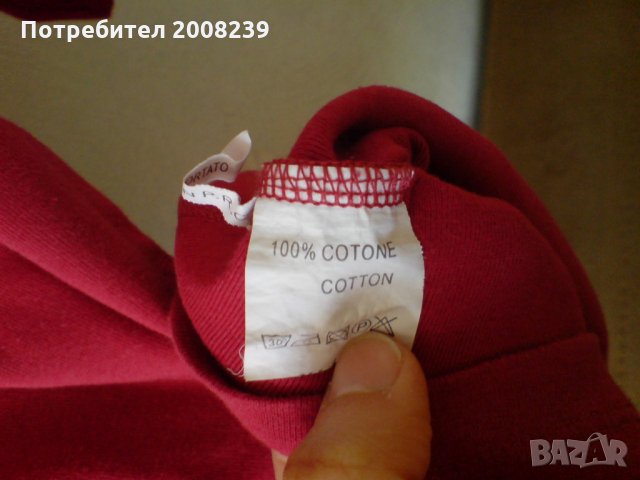 Потребител 2008239
100% COTONE
COTTON
30
P
BAZAR